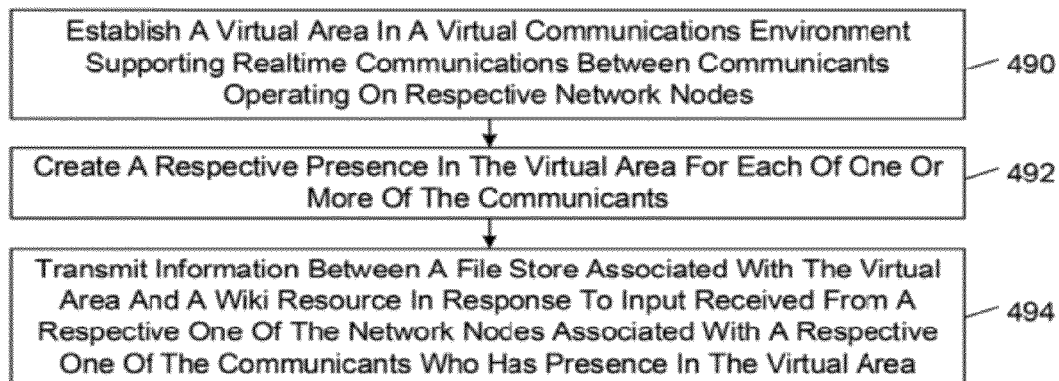 Establish A Virtual Area In A Virtual Communications Environment
Supporting Realtime Communications Between Communicants
Operating On Respective Network Nodes
490
Create A Respective Presence In The Virtual Area For Each Of One Or
More Of The Communicants
492
Transmit Information Between A File Store Associated With The Virtual
Area And A Wiki Resource In Response To Input Received From A
Respective One Of The Network Nodes Associated With A Respective
One Of The Communicants Who Has Presence In The Virtual Area
494